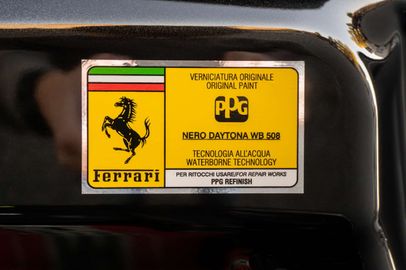 VERNICIATURA ORIGINALE
ORIGINAL PAINT
PPG
NERO DAYTONA WB 508
TECNOLOGIA ALL'ACQUA
WATERBORNE TECHNOLOGY
Ferrari
PER RITOCCHI USARE/FOR REPAIR WORKS
PPG REFINISH